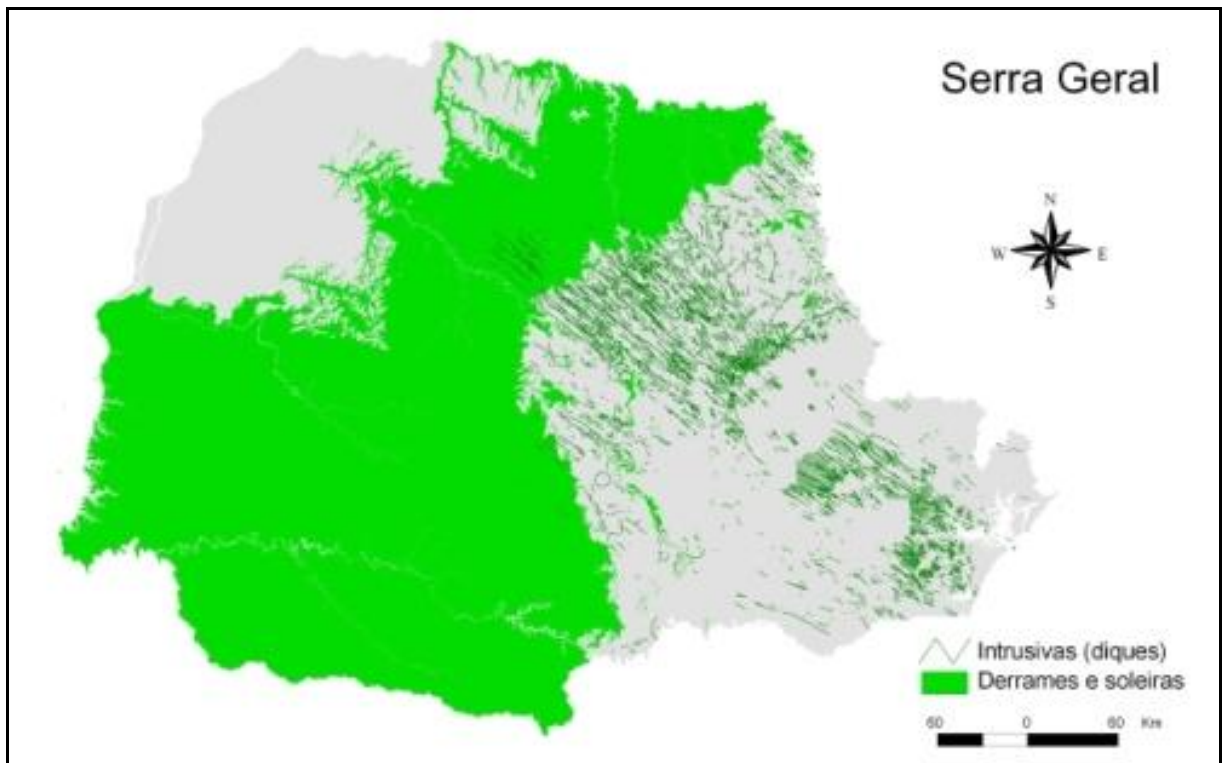 Serra Geral
N
W E
S
Intrusivas (diques)
Derrames e soleiras
60 0 60 Km